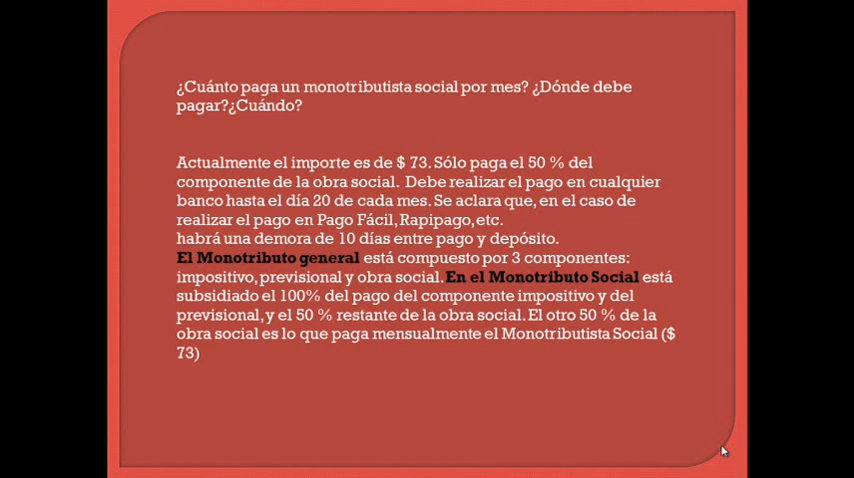 ¿Cuánto paga un monotributista social por mes? ¿Dónde debe
pagar?¿Cuándo?
Actualmente el importe es de $ 73. Sólo paga el 50 % del
componente de la obra social. Debe realizar el pago en cualquier
banco hasta el día 20 de cada mes. Se aclara que, en el caso de
realizar el pago en Pago Fácil, Rapipago, etc.
habrá una demora de 10 días entre pago y depósito.
El Monotributo general está compuesto por 3 componentes:
impositivo, previsional y obra social. En el Monotributo Social está
subsidiado el 100% del pago del componente impositivo y del
previsional, y el 50 % restante de la obra social. El otro 50 % de la
obra social es lo que paga mensualmente el Monotributista Social ($
73)